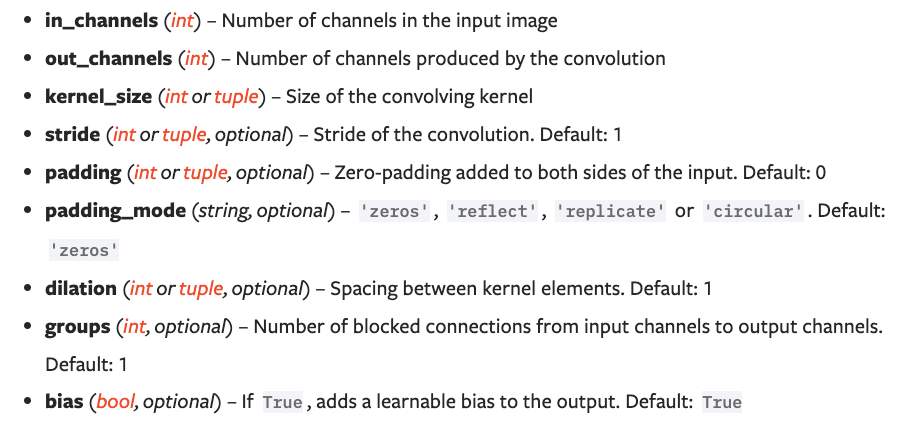 • in_channels (int) – Number of channels in the input image
• out_channels (int) – Number of channels produced by the convolution
• kernel_size (int or tuple) – Size of the convolving kernel
• stride (int or tuple, optional) – Stride of the convolution. Default: 1
• padding (int or tuple, optional) – Zero-padding added to both sides of the input. Default: 0
• padding_mode (string, optional) – 'zeros', 'reflect', 'replicate' or 'circular'. Default:
'zeros'
• dilation (int or tuple, optional) – Spacing between kernel elements. Default: 1
• groups (int, optional) – Number of blocked connections from input channels to output channels.
Default: 1
• bias (bool, optional) – If True, adds a learnable bias to the output. Default: True